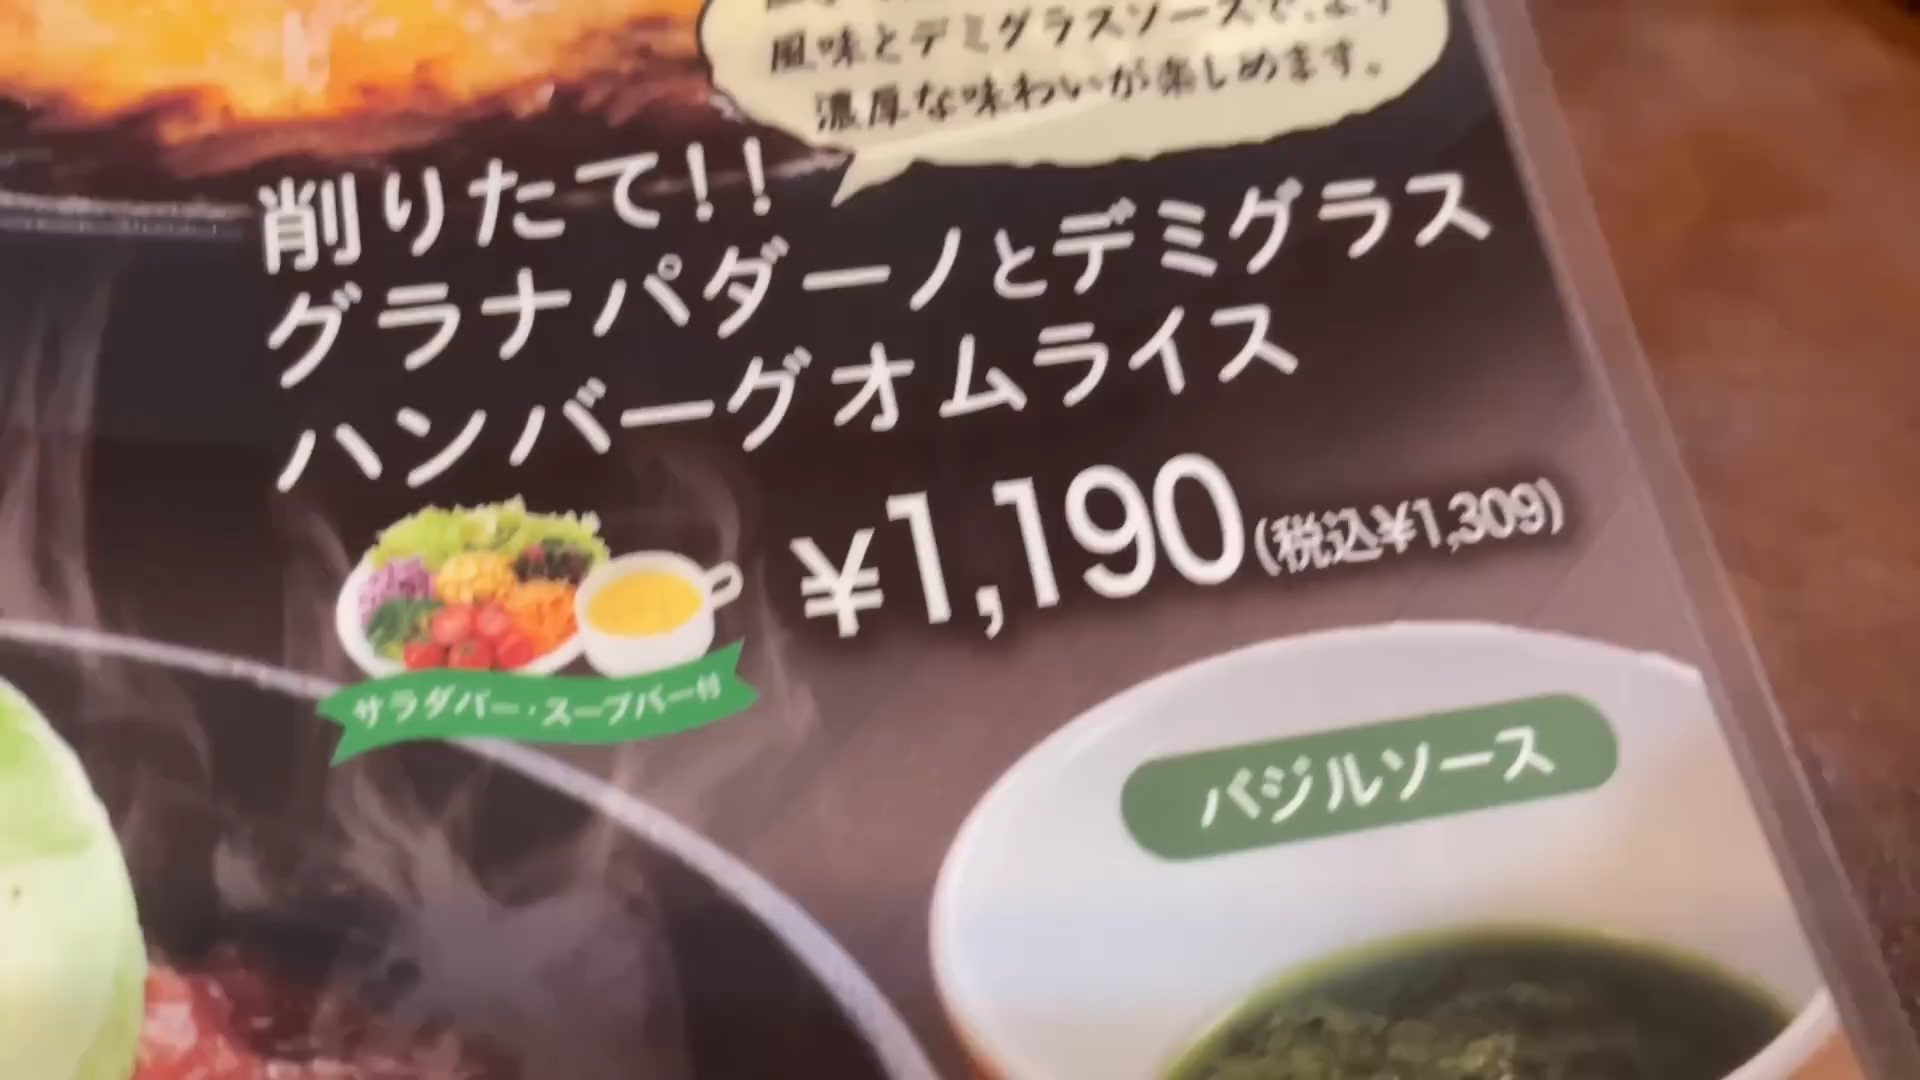 風味とデミグラスソースで、より
濃厚な味わいが楽しめます。
削りたて!!
グラナパダーノとデミグラス
ハンバーグオムライス
¥1,190(税込¥1,309)
サラダバー・スープバー付
バジルソース